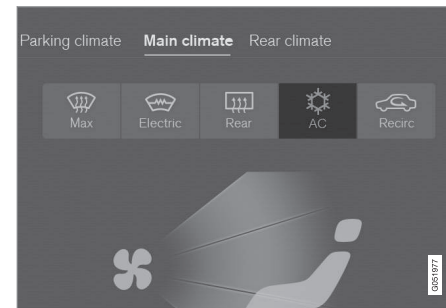 Parking climate Main climate Rear climate
Max Electric Rear AC Recirc
G051977